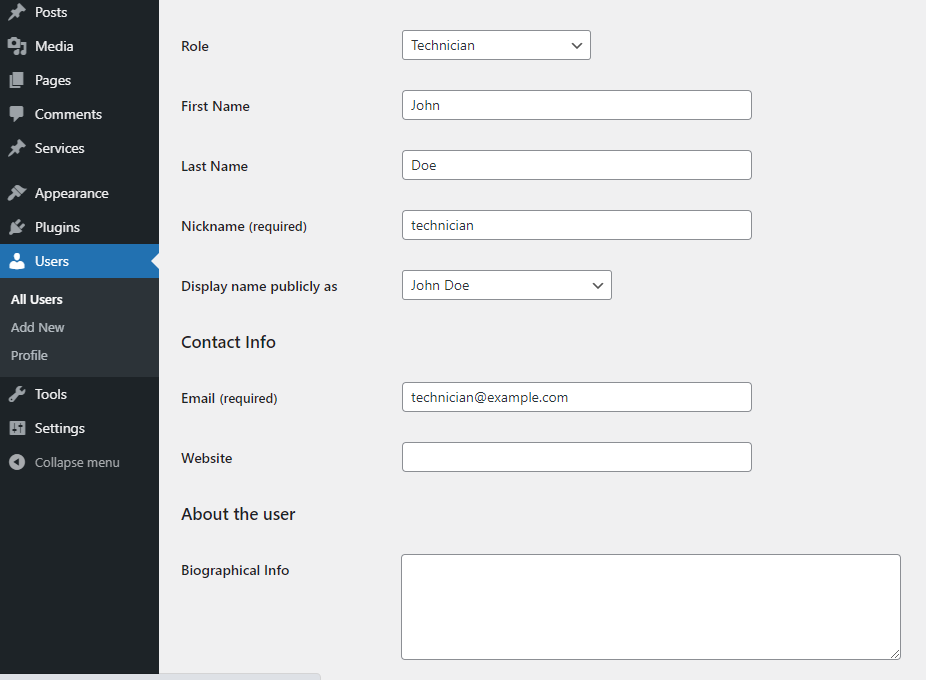 Posts
Media
Pages
Comments
Services
Appearance
Plugins
Users
All Users
Add New
Profile
Tools
Settings
Collapse menu
Role
Technician
First Name
John
Last Name
Doe
Nickname (required)
technician
Display name publicly as
John Doe
Contact Info
Email (required)
technician@example.com
Website
About the user
Biographical Info